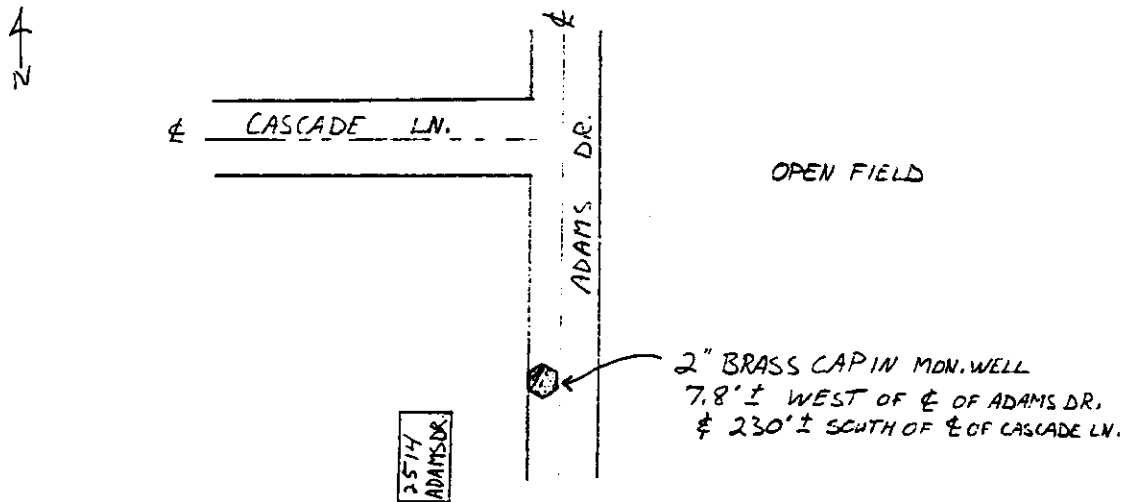 N
℄
℄ CASCADE LN.
ADAMS DR.
OPEN FIELD
2" BRASS CAP IN MON. WELL
7.8' ± WEST OF ℄ OF ADAMS DR.
& 230' ± SOUTH OF ℄ OF CASCADE LN.
2514
ADAMS DR.